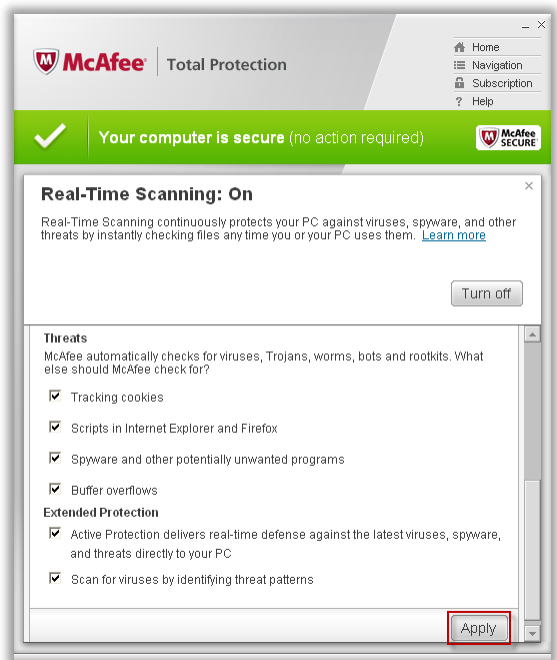 McAfee Total Protection
Home
Navigation
Subscription
? Help
Your computer is secure (no action required)
McAfee
SECURE
Real-Time Scanning: On
Real-Time Scanning continuously protects your PC against viruses, spyware, and other
threats by instantly checking files any time you or your PC uses them. Learn more
Turn off
Threats
McAfee automatically checks for viruses, Trojans, worms, bots and rootkits. What
else should McAfee check for?
Tracking cookies
Scripts in Internet Explorer and Firefox
Spyware and other potentially unwanted programs
Buffer overflows
Extended Protection
Active Protection delivers real-time defense against the latest viruses, spyware,
and threats directly to your PC
Scan for viruses by identifying threat patterns
Apply